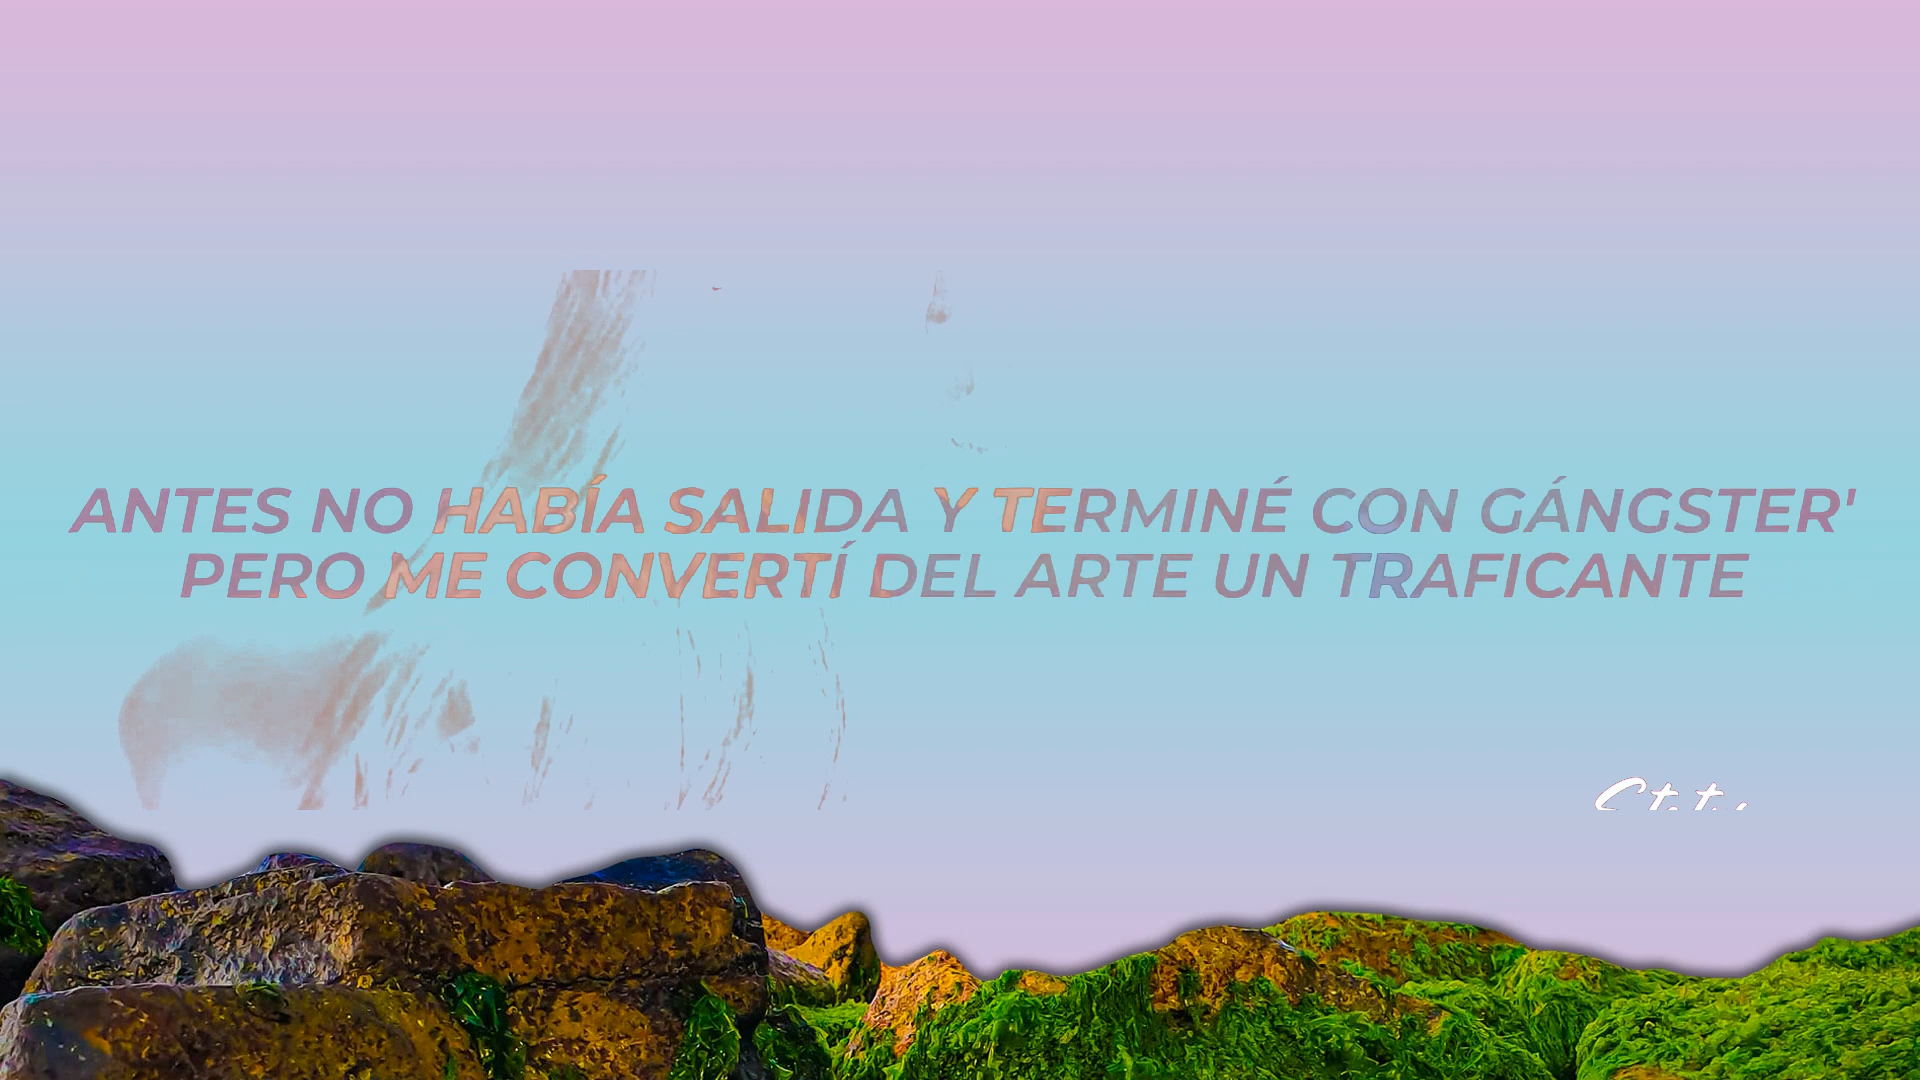 ANTES NO HABÍA SALIDA Y TERMINÉ CON GÁNGSTER'
PERO ME CONVERTÍ DEL ARTE UN TRAFICANTE